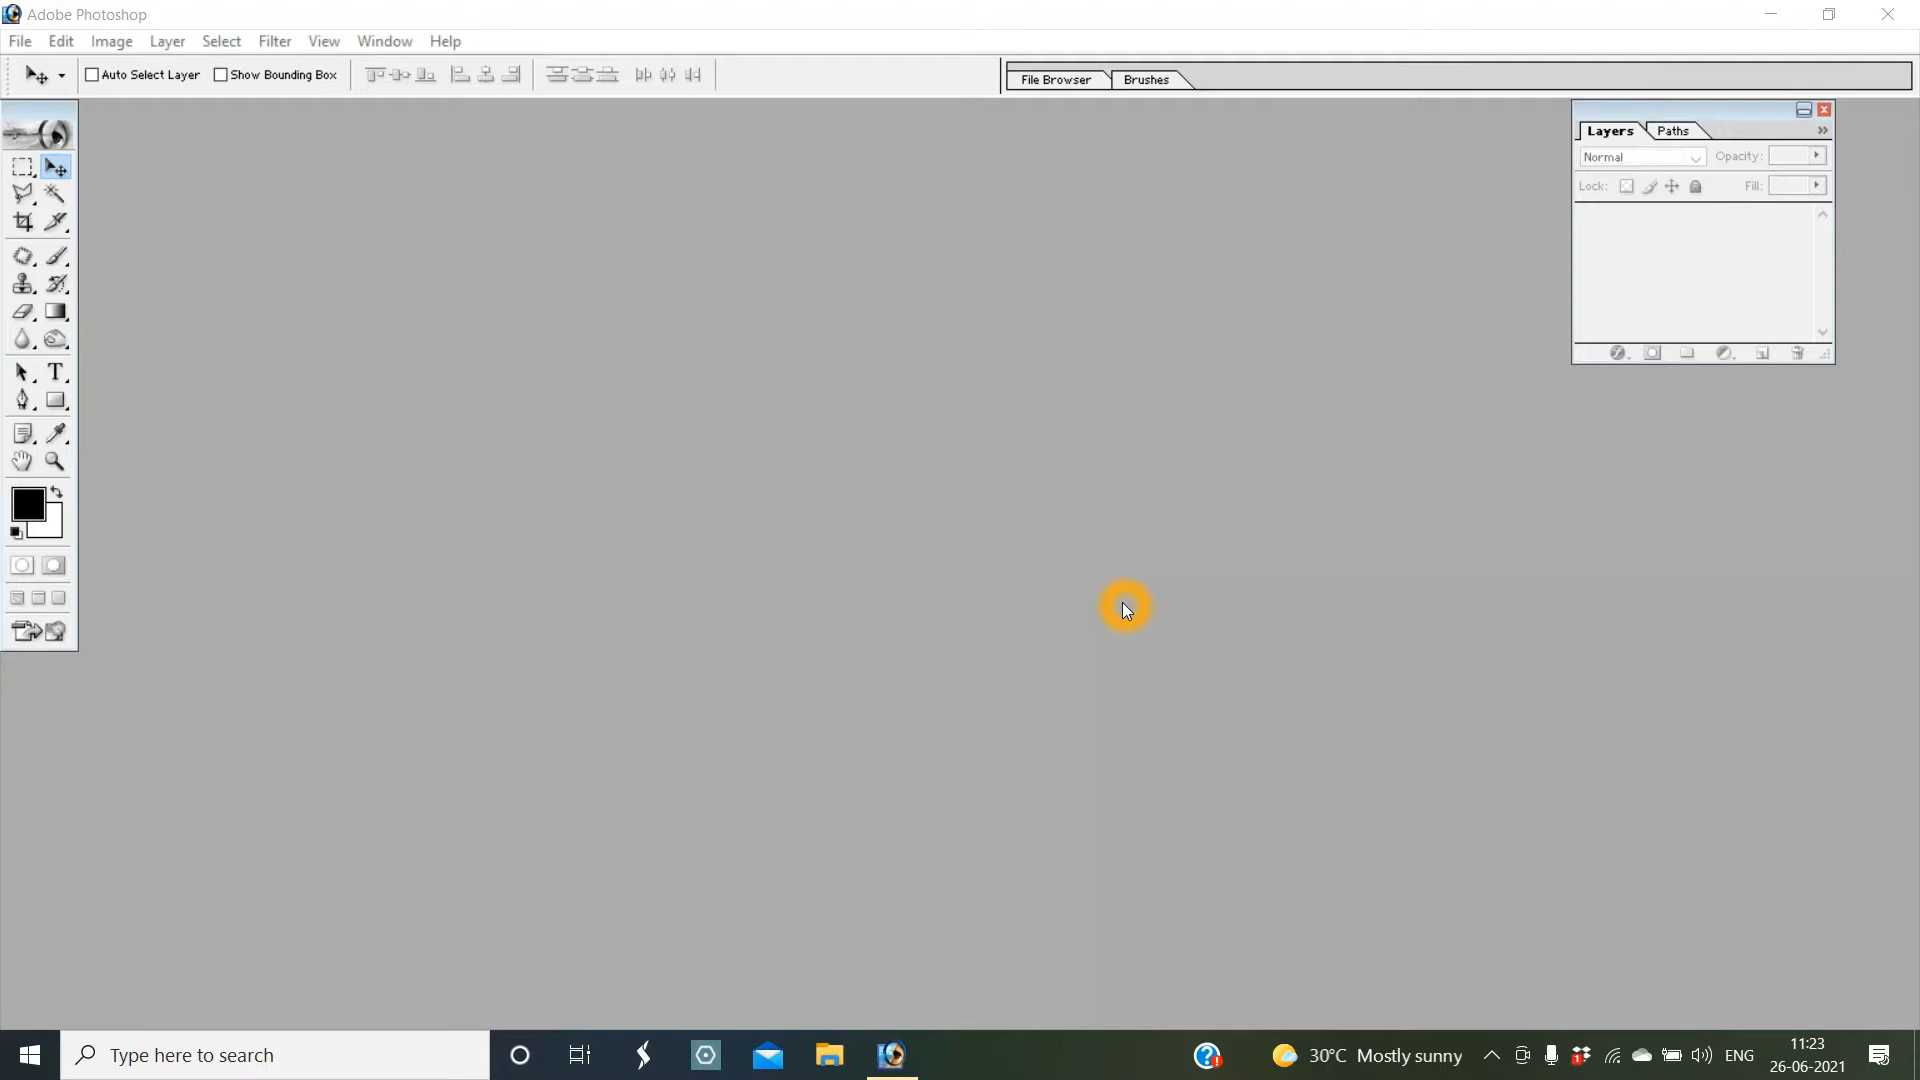 Adobe Photoshop
File Edit Image Layer Select Filter View Window Help
Auto Select Layer Show Bounding Box File Browser Brushes
Layers Paths
Normal Opacity:
Lock: Fill:
T
Type here to search
30°C Mostly sunny
1
ENG
11:23
26-06-2021